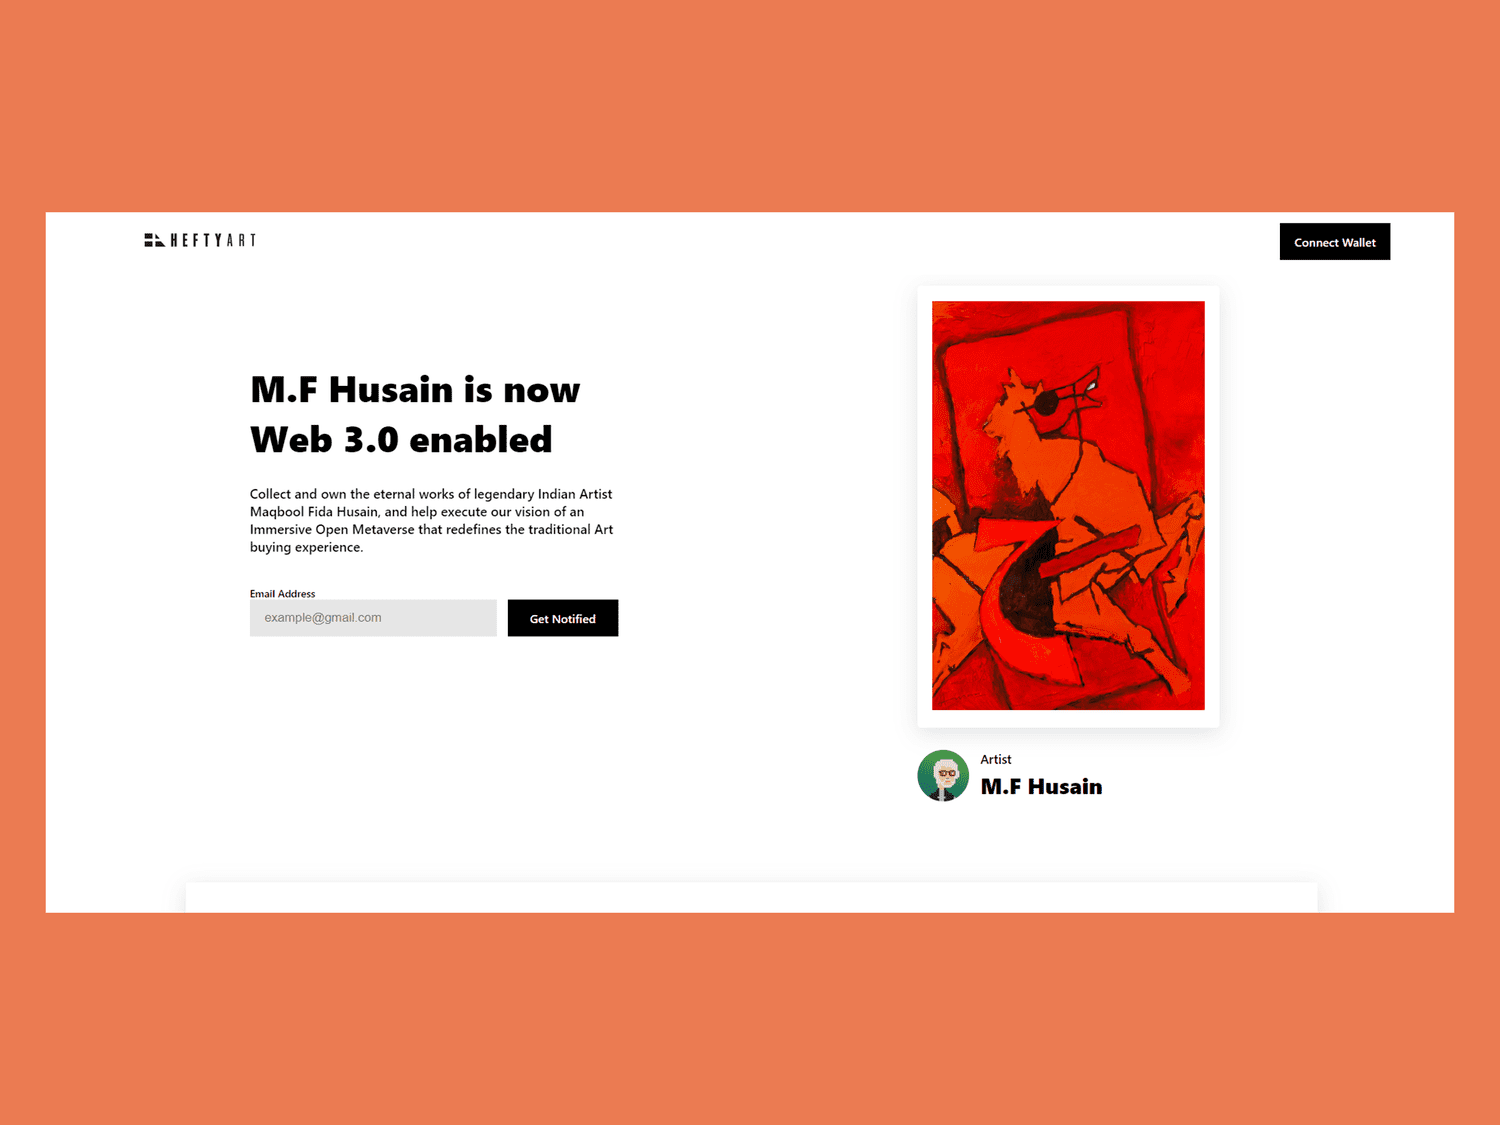 HEFTYART
Connect Wallet
M.F Husain is now
Web 3.0 enabled
Collect and own the eternal works of legendary Indian Artist
Maqbool Fida Husain, and help execute our vision of an
Immersive Open Metaverse that redefines the traditional Art
buying experience.
Email Address
example@gmail.com
Get Notified
Artist
M.F Husain